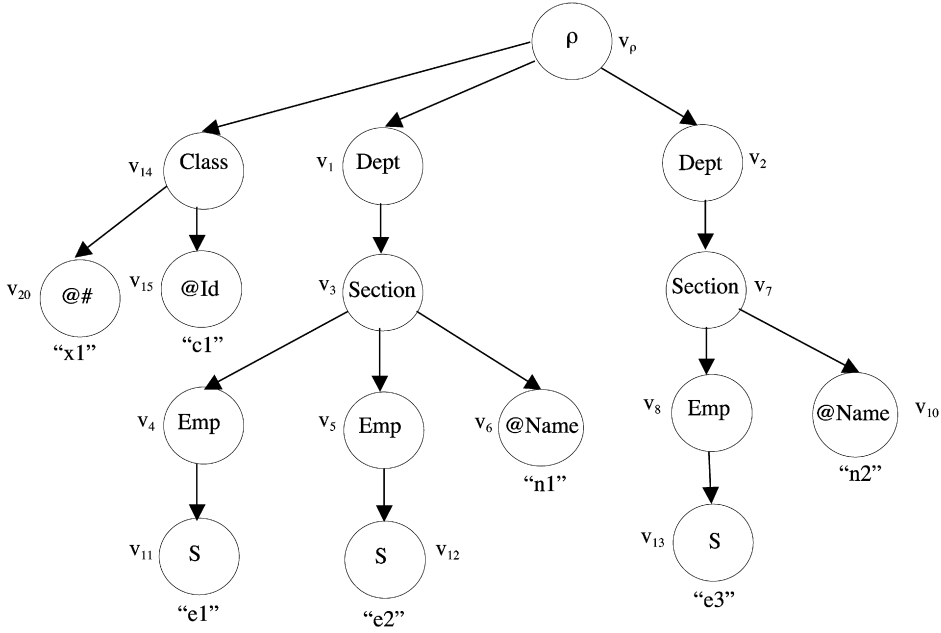 ρ vρ
v14 Class v1 Dept Dept v2
v20 @# v15 @Id v3 Section Section v7
“x1” “c1”
v4 Emp v5 Emp v6 @Name v8 Emp @Name v10
“n1” “n2”
v11 S S v12 v13 S
“e1” “e2” “e3”